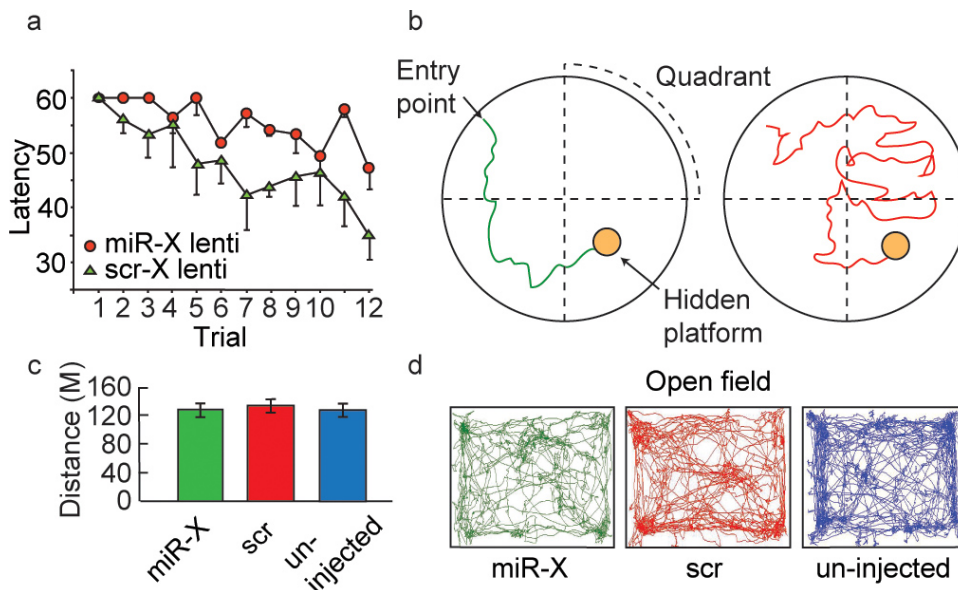 a
60
50
40
30
Latency
miR-X lenti
scr-X lenti
1 2 3 4 5 6 7 8 9 10 12
Trial
b
Entry
point
Quadrant
Hidden
platform
c
Distance (M)
160
120
80
40
0
miR-X
scr
un-
injected
d
Open field
miR-X
scr
un-injected